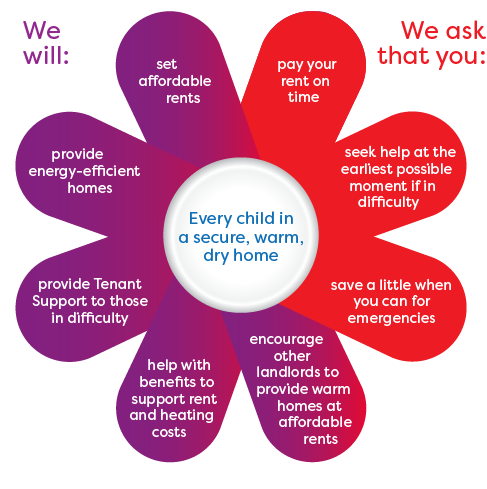 We
will:
We ask
that you:
set
affordable
rents
pay your
rent on
time
provide
energy-efficient
homes
seek help at the
earliest possible
moment if in
difficulty
Every child in
a secure, warm,
dry home
provide Tenant
Support to those
in difficulty
save a little when
you can for
emergencies
help with
benefits to
support rent
and heating
costs
encourage
other
landlords to
provide warm
homes at
affordable
rents